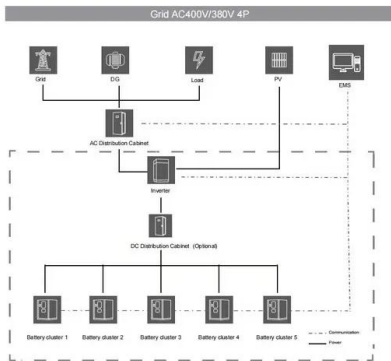 Grid AC400V/380V 4P
Grid
DG
Load
PV
EMS
AC Distribution Cabinet
Inverter
DC Distribution Cabinet (Optional)
Battery cluster 1
Battery cluster 2
Battery cluster 3
Battery cluster 4
Battery cluster 5
Communication
Power